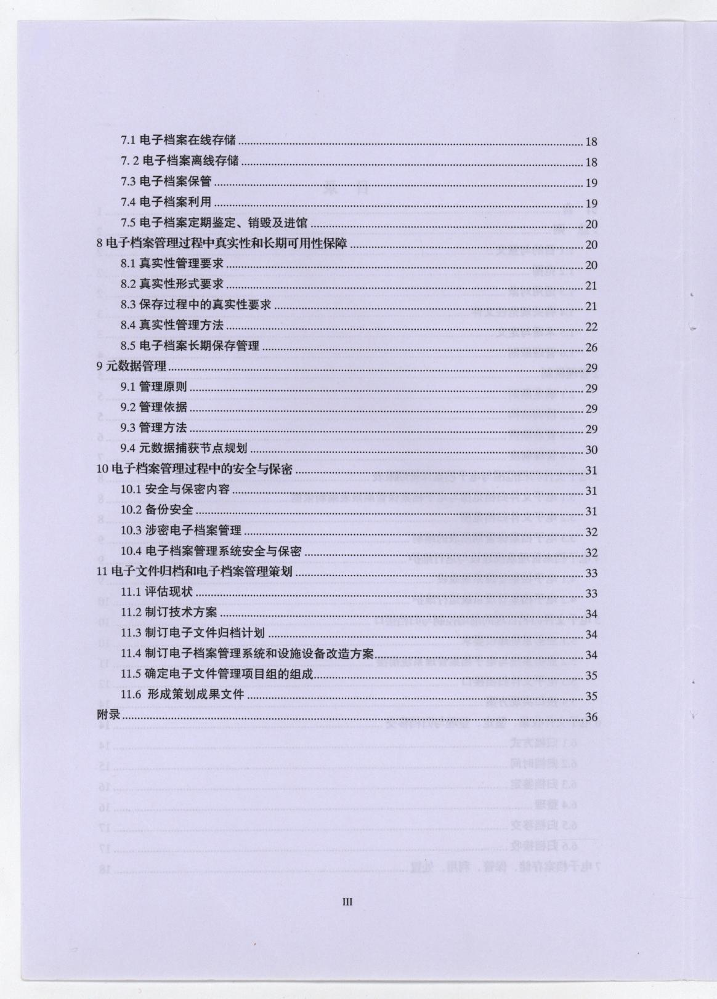 7.1 电子档案在线存储 ........ 18
7. 2 电子档案离线存储 ........ 18
7.3 电子档案保管 ........ 19
7.4 电子档案利用 ........ 19
7.5 电子档案定期鉴定、销毁及进馆 ........ 20
8 电子档案管理过程中真实性和长期可用性保障 ........ 20
8.1 真实性管理要求 ........ 20
8.2 真实性形式要求 ........ 21
8.3 保存过程中的真实性要求 ........ 21
8.4 真实性管理方法 ........ 22
8.5 电子档案长期保存管理 ........ 26
9 元数据管理 ........ 29
9.1 管理原则 ........ 29
9.2 管理依据 ........ 29
9.3 管理方法 ........ 29
9.4 元数据捕获节点规划 ........ 30
10 电子档案管理过程中的安全与保密 ........ 31
10.1 安全与保密内容 ........ 31
10.2 备份安全 ........ 31
10.3 涉密电子档案管理 ........ 32
10.4 电子档案管理系统安全与保密 ........ 32
11 电子文件归档和电子档案管理策划 ........ 33
11.1 评估现状 ........ 33
11.2 制订技术方案 ........ 34
11.3 制订电子文件归档计划 ........ 34
11.4 制订电子档案管理系统和设施设备改造方案 ........ 34
11.5 确定电子文件管理项目组的组成 ........ 35
11.6 形成策划成果文件 ........ 35
附录 ........ 36
III